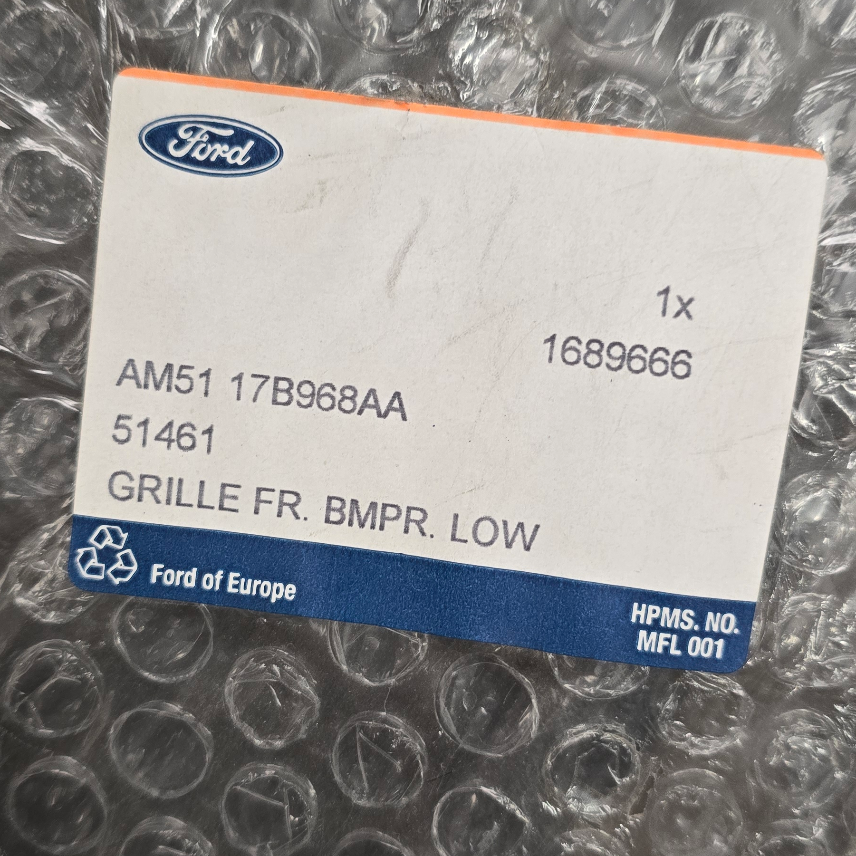 Ford
1x
1689666
AM51 17B968AA
51461
GRILLE FR. BMPR. LOW
Ford of Europe
HPMS. NO.
MFL 001